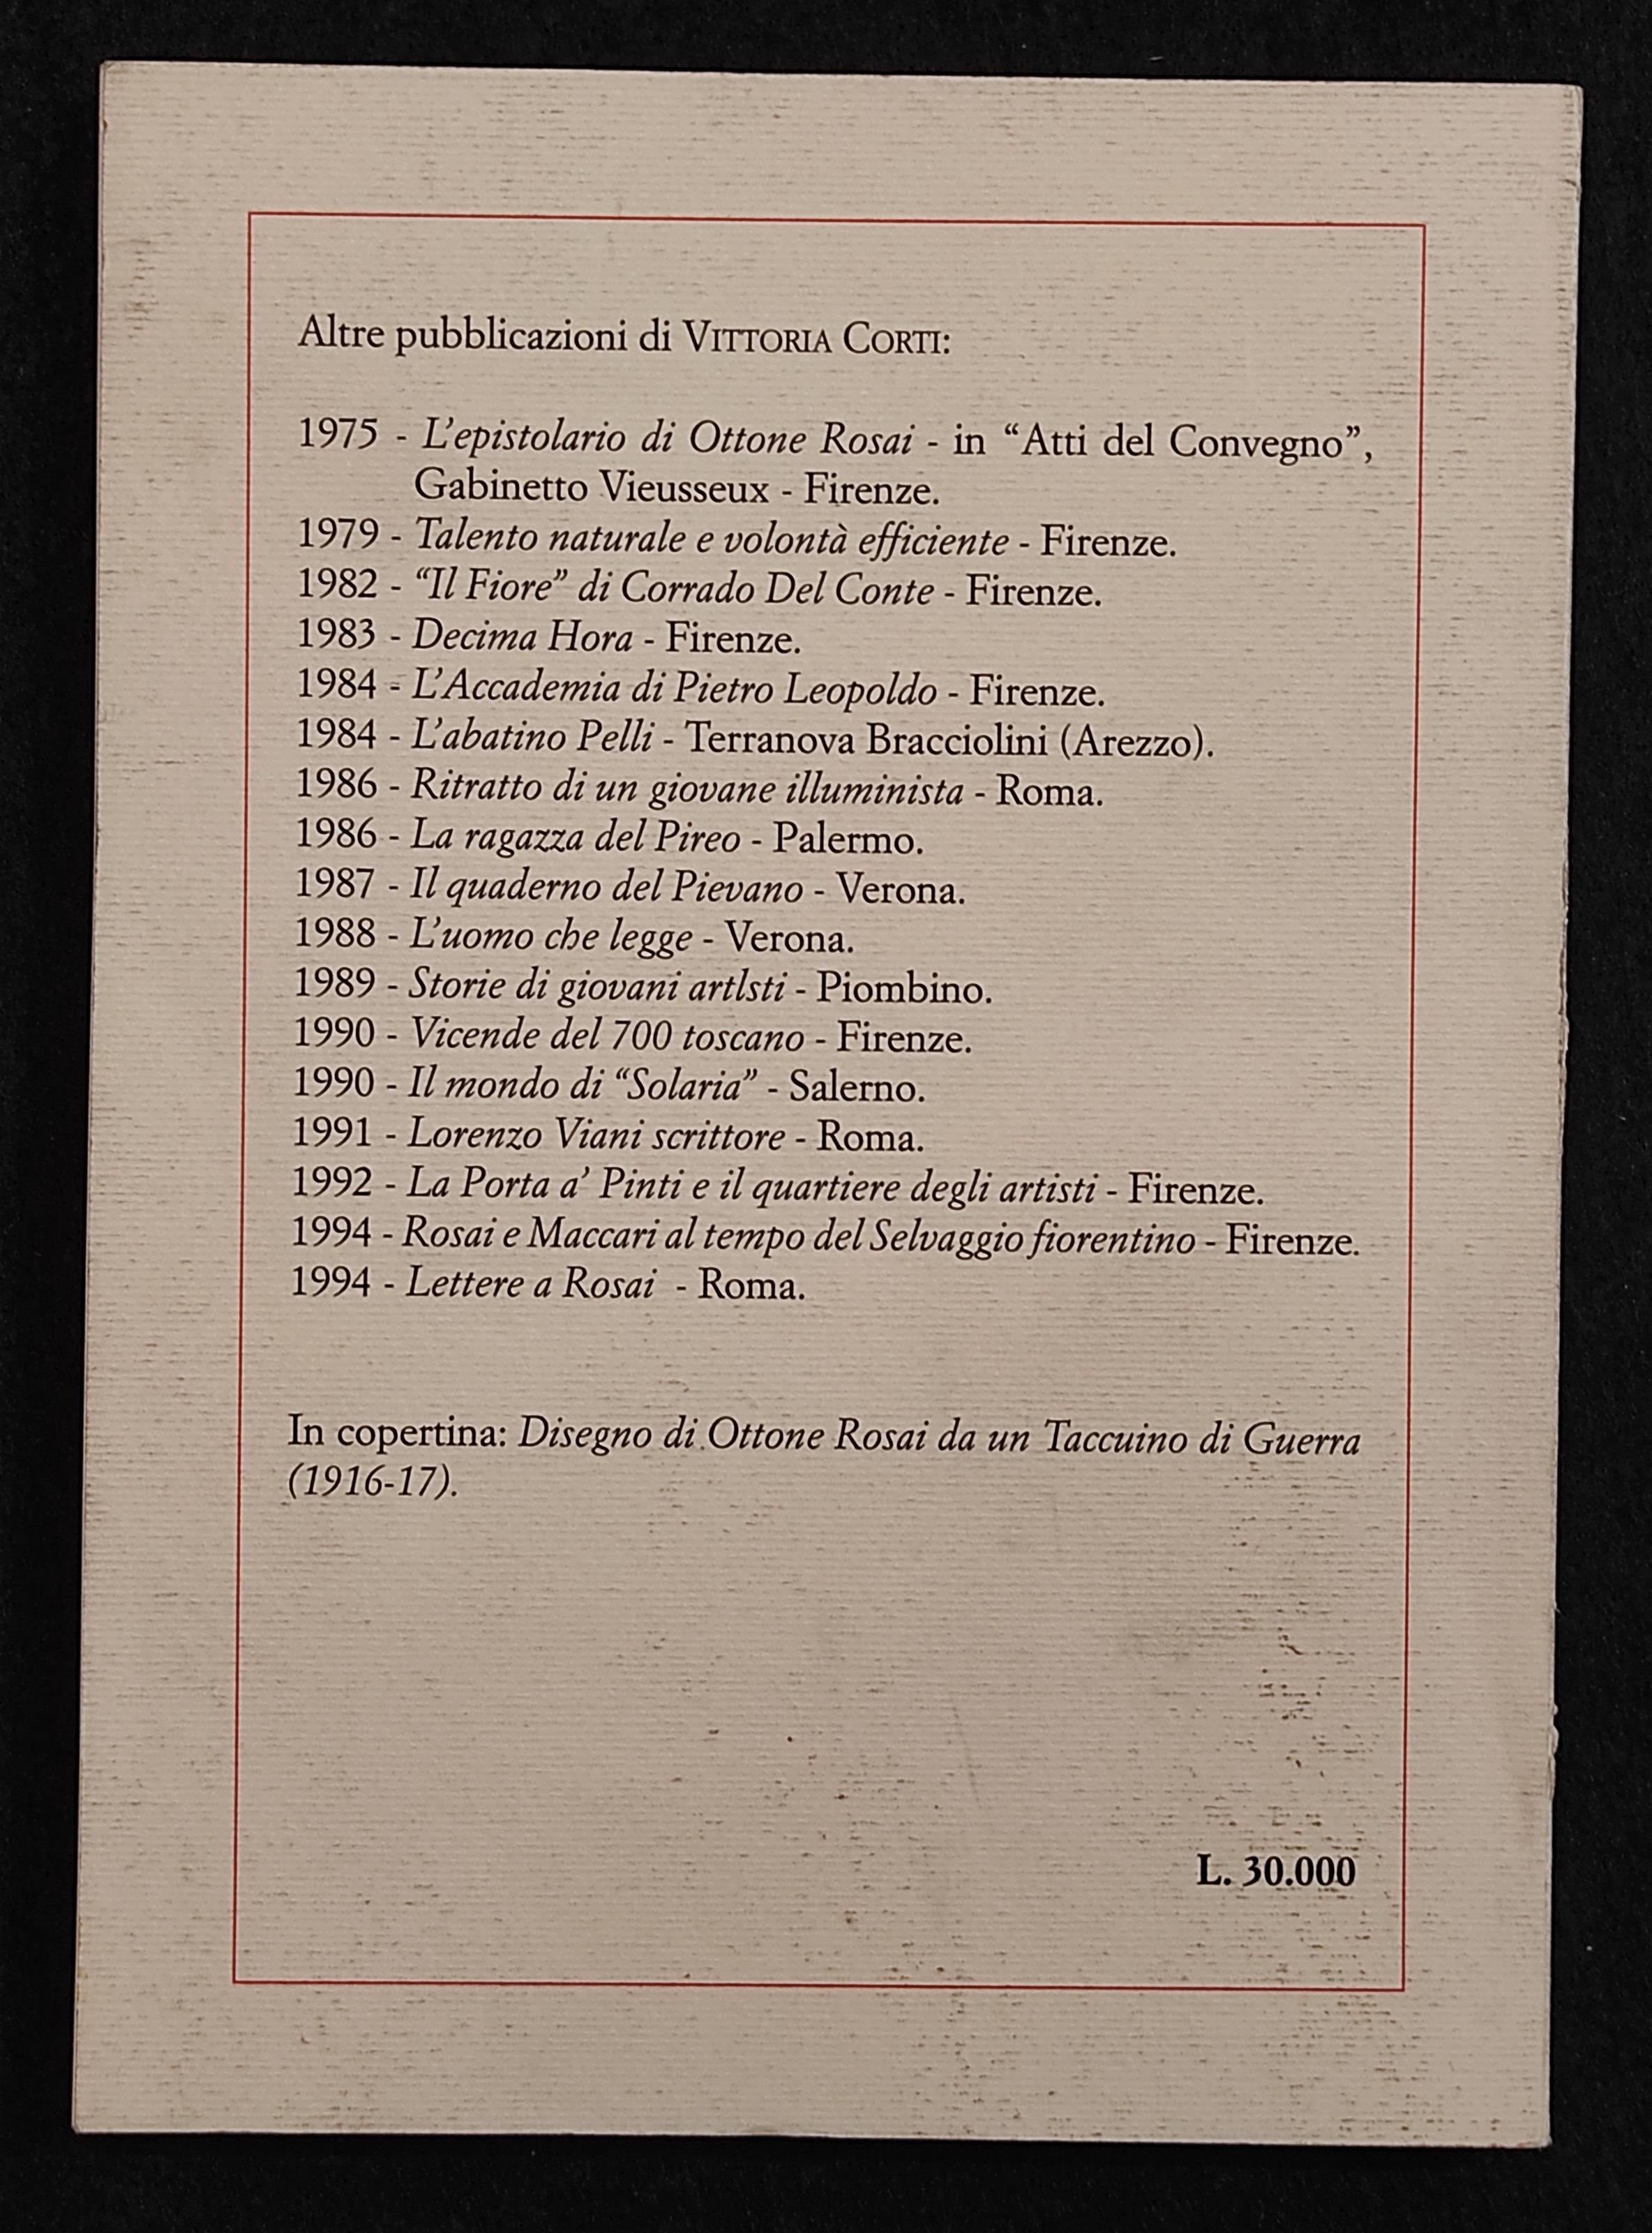 Altre pubblicazioni di VITTORIA CORTI:
1975 - L’epistolario di Ottone Rosai - in “Atti del Convegno”,
Gabinetto Vieusseux - Firenze.
1979 - Talento naturale e volontà efficiente - Firenze.
1982 - “Il Fiore” di Corrado Del Conte - Firenze.
1983 - Decima Hora - Firenze.
1984 - L’Accademia di Pietro Leopoldo - Firenze.
1984 - L’abatino Pelli - Terranova Bracciolini (Arezzo).
1986 - Ritratto di un giovane illuminista - Roma.
1986 - La ragazza del Pireo - Palermo.
1987 - Il quaderno del Pievano - Verona.
1988 - L’uomo che legge - Verona.
1989 - Storie di giovani artlsti - Piombino.
1990 - Vicende del 700 toscano - Firenze.
1990 - Il mondo di “Solaria” - Salerno.
1991 - Lorenzo Viani scrittore - Roma.
1992 - La Porta a’ Pinti e il quartiere degli artisti - Firenze.
1994 - Rosai e Maccari al tempo del Selvaggio fiorentino - Firenze.
1994 - Lettere a Rosai - Roma.
In copertina: Disegno di Ottone Rosai da un Taccuino di Guerra
(1916-17).
L. 30.000